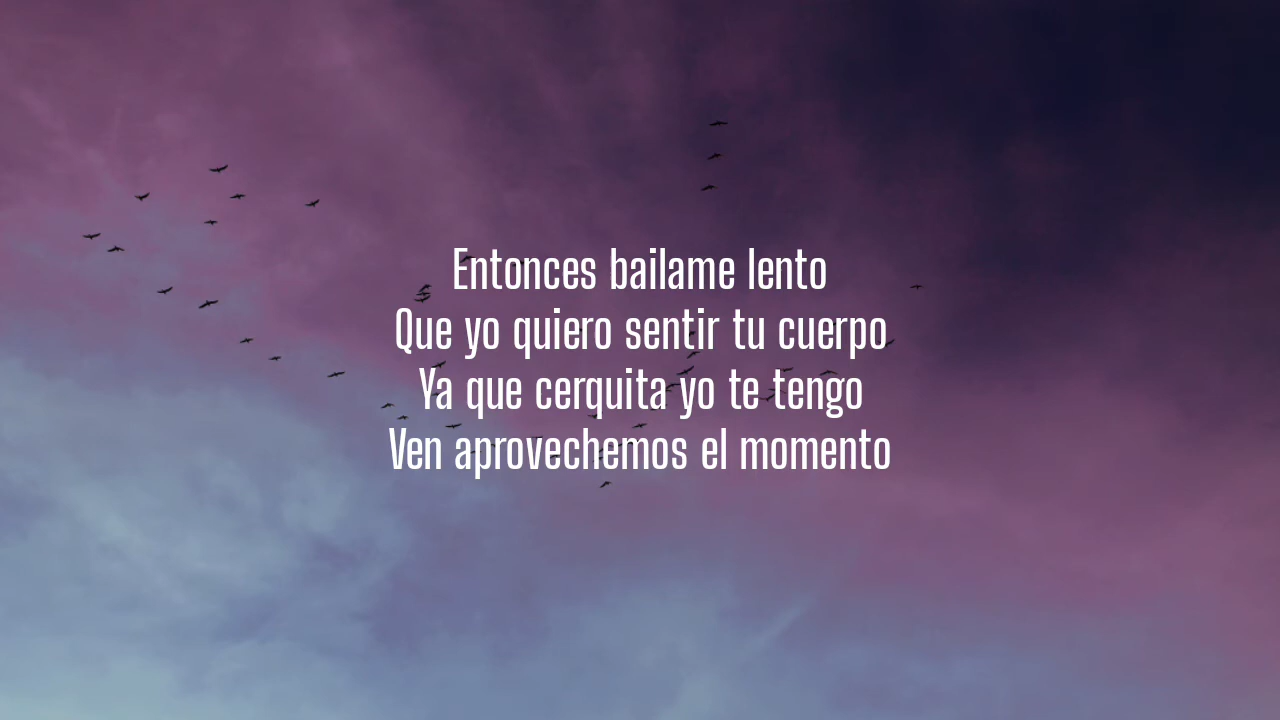 Entonces bailame lento
Que yo quiero sentir tu cuerpo
Ya que cerquita yo te tengo
Ven aprovechemos el momento